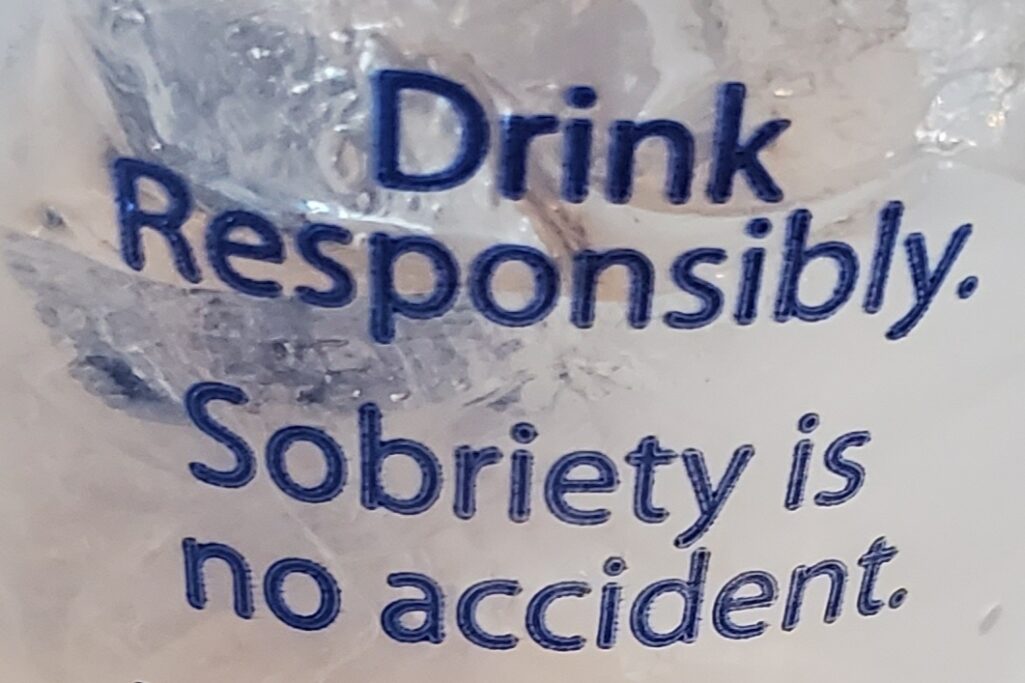 Drink
Responsibly.
Sobriety is
no accident.